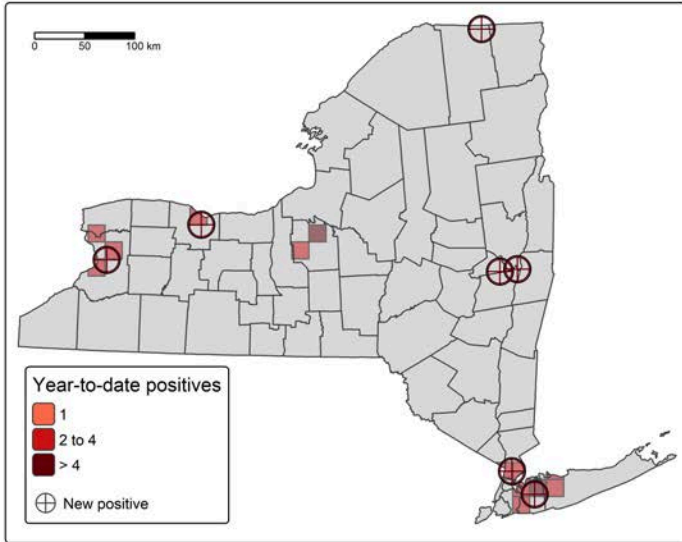 0 50 100 km
Year-to-date positives
1
2 to 4
> 4
New positive